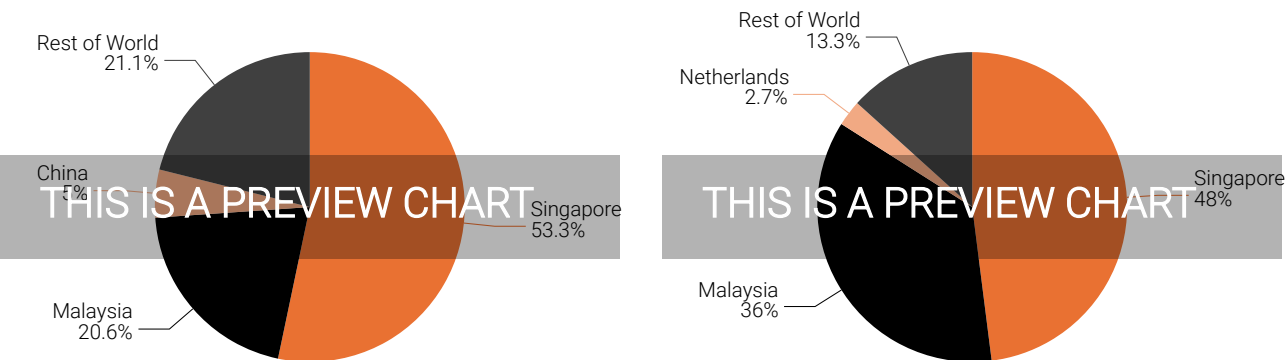 Rest of World
21.1%
China
5%
THIS IS A PREVIEW CHART
Singapore
53.3%
Malaysia
20.6%
Rest of World
13.3%
Netherlands
2.7%
THIS IS A PREVIEW CHART
Singapore
48%
Malaysia
36%